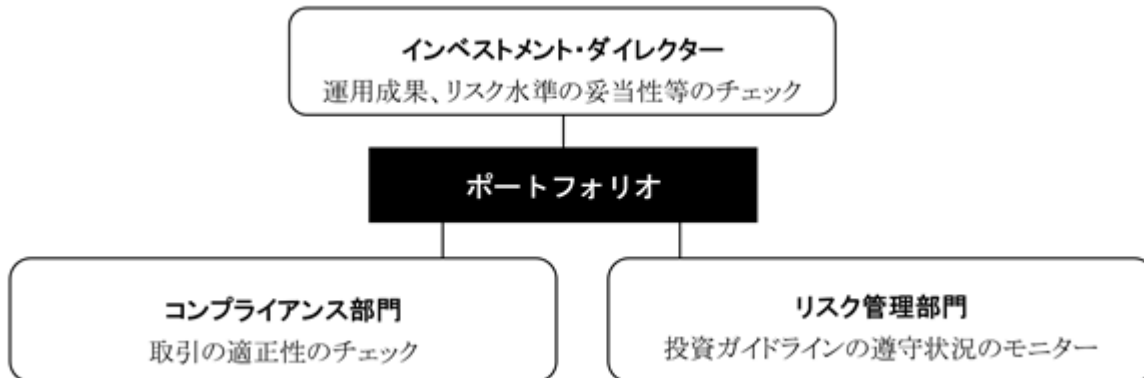 インベストメント・ダイレクター
運用成果、リスク水準の妥当性等のチェック
ポートフォリオ
コンプライアンス部門
取引の適正性のチェック
リスク管理部門
投資ガイドラインの遵守状況のモニター